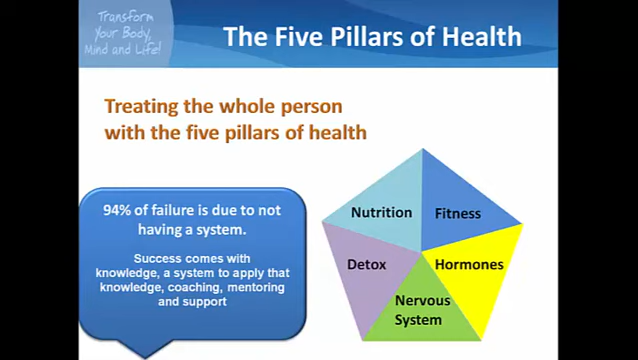 Transform
Your Body,
Mind and Life!
The Five Pillars of Health
Treating the whole person
with the five pillars of health
94% of failure is due to not
having a system.
Success comes with
knowledge, a system to apply that
knowledge, coaching, mentoring
and support
Nutrition
Fitness
Detox
Hormones
Nervous
System